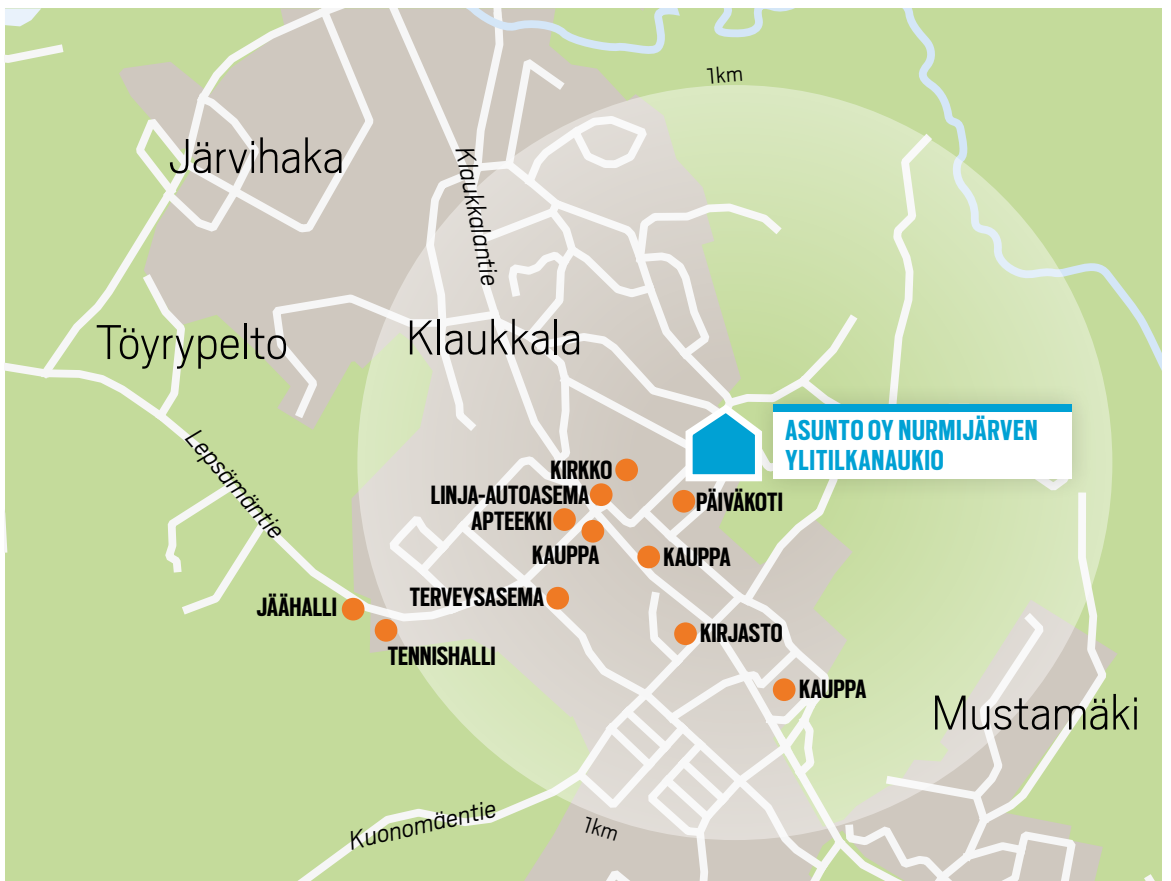 1km
Järvihaka
Klaukkalantie
Töyrypelto
Klaukkala
ASUNTO OY NURMIJÄRVEN
YLITILKANAUKIO
Lepsämäntie
KIRKKO
LINJA-AUTOASEMA
PÄIVÄKOTI
APTEEKKI
KAUPPA
KAUPPA
TERVEYSASEMA
JÄÄHALLI
KIRJASTO
TENNISHALLI
KAUPPA
Mustamäki
Kuonomäentie
1km